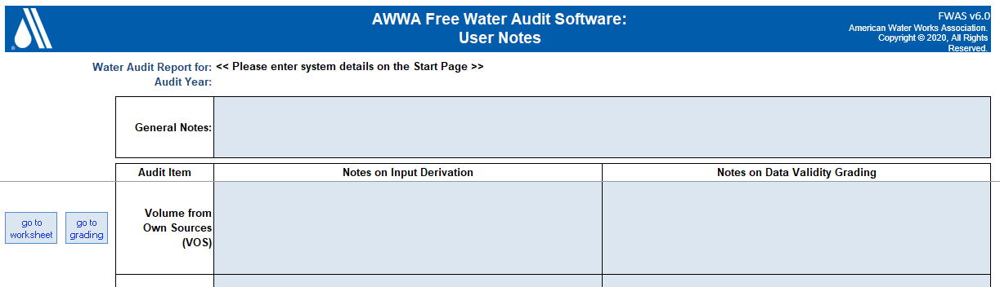 AWWA Free Water Audit Software:
User Notes
FWAS v6.0
American Water Works Association.
Copyright © 2020, All Rights
Reserved.
Water Audit Report for: << Please enter system details on the Start Page >>
Audit Year:
General Notes:
Audit Item Notes on Input Derivation Notes on Data Validity Grading
go to
worksheet
go to
grading
Volume from
Own Sources
(VOS)